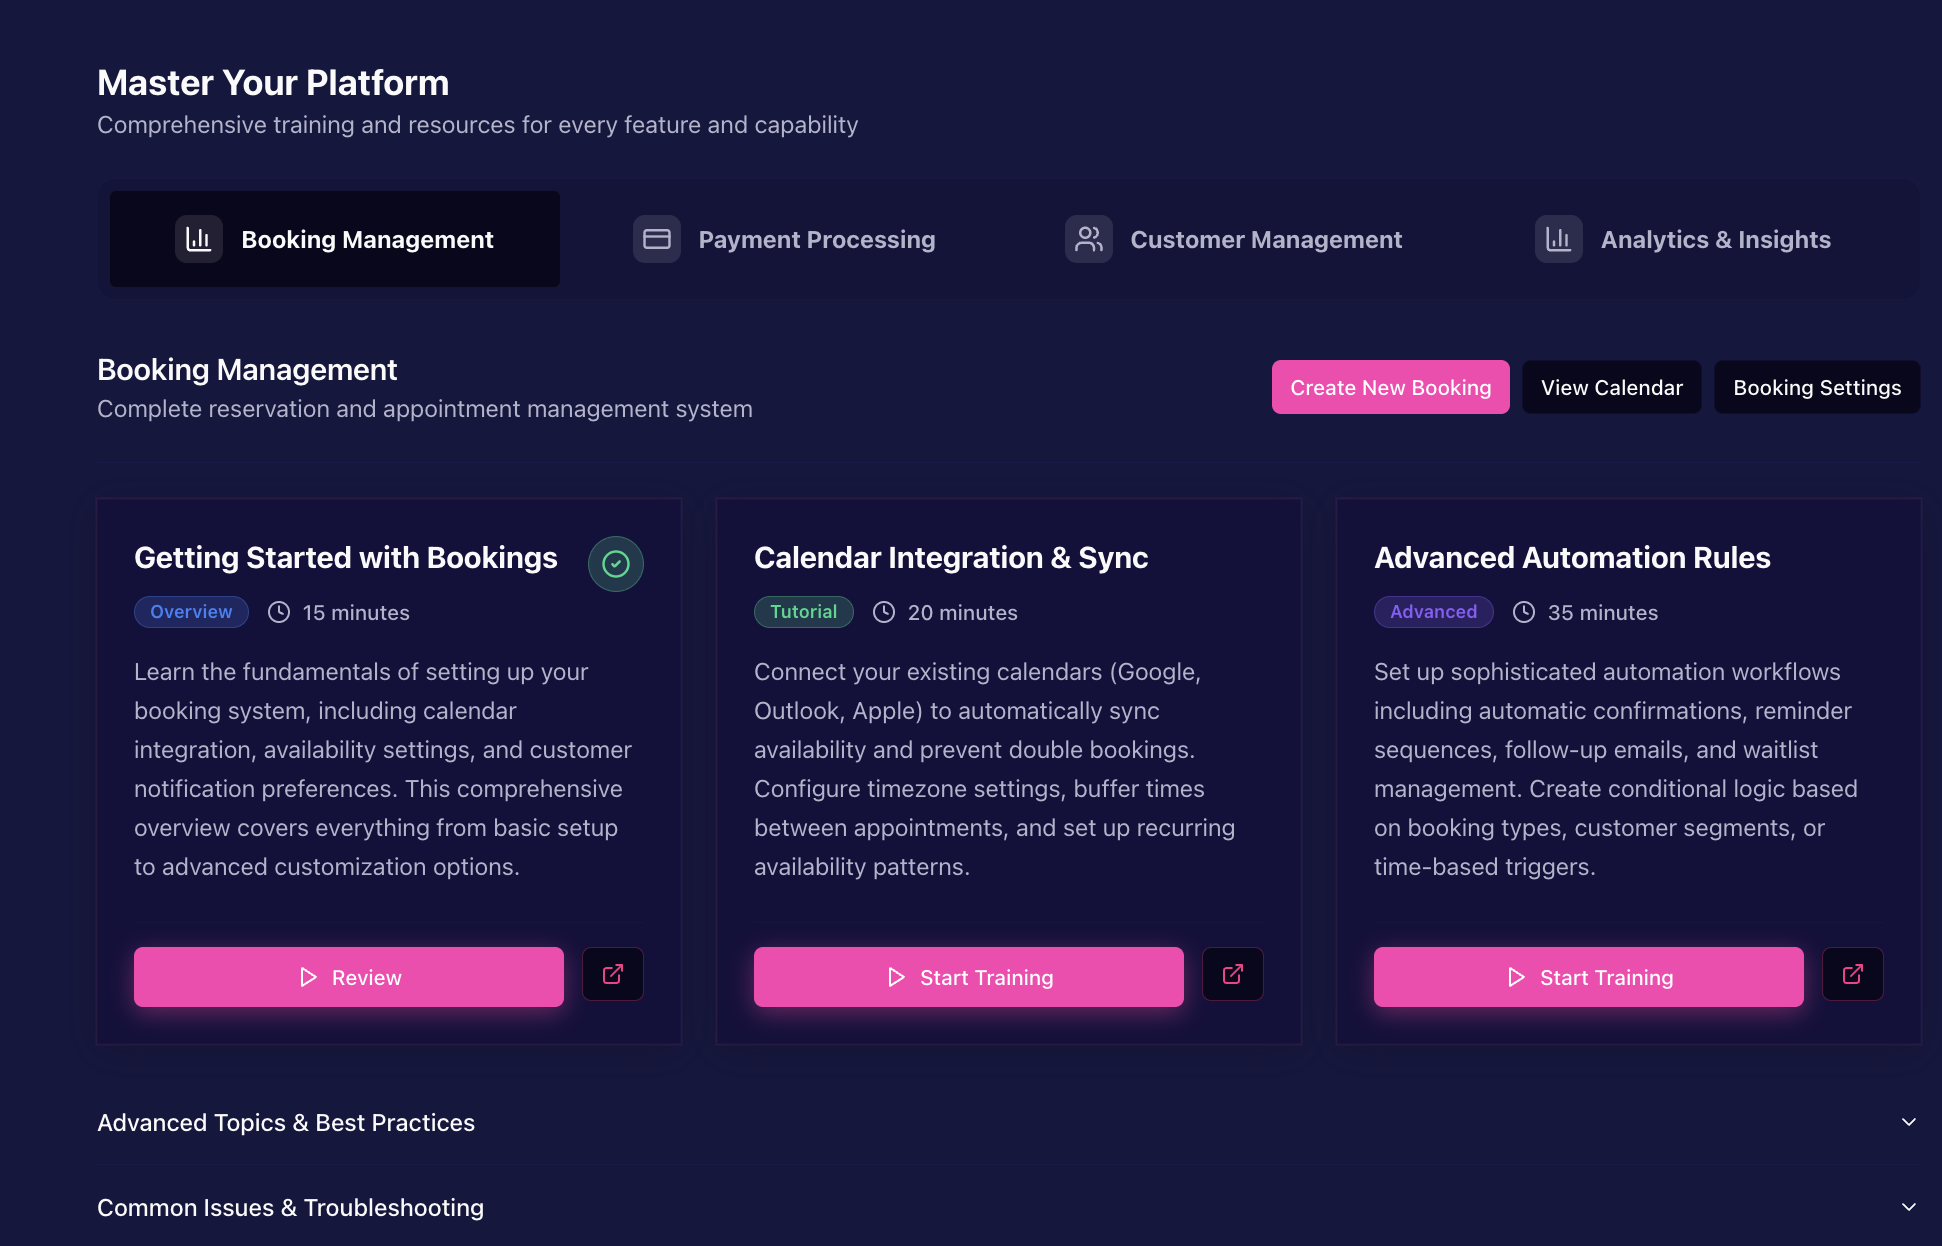 Master Your Platform
Comprehensive training and resources for every feature and capability
Booking Management
Payment Processing
Customer Management
Analytics & Insights
Booking Management
Complete reservation and appointment management system
Create New Booking
View Calendar
Booking Settings
Getting Started with Bookings
Overview
15 minutes
Learn the fundamentals of setting up your
booking system, including calendar
integration, availability settings, and customer
notification preferences. This comprehensive
overview covers everything from basic setup
to advanced customization options.
Review
Calendar Integration & Sync
Tutorial
20 minutes
Connect your existing calendars (Google,
Outlook, Apple) to automatically sync
availability and prevent double bookings.
Configure timezone settings, buffer times
between appointments, and set up recurring
availability patterns.
Start Training
Advanced Automation Rules
Advanced
35 minutes
Set up sophisticated automation workflows
including automatic confirmations, reminder
sequences, follow-up emails, and waitlist
management. Create conditional logic based
on booking types, customer segments, or
time-based triggers.
Start Training
Advanced Topics & Best Practices
Common Issues & Troubleshooting